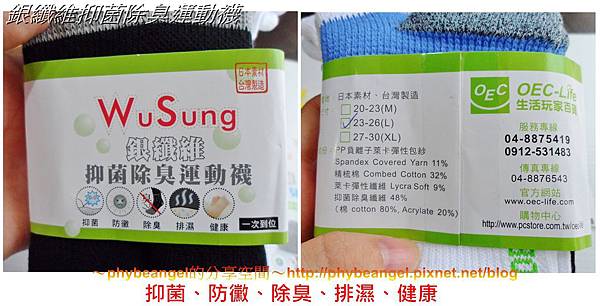 銀纖維抑菌除臭運動襪
日本素材
台灣製造
WuSung
銀纖維
抑菌除臭運動襪
抑菌 防黴 除臭 排濕 健康
一次到位
日本素材、台灣製造
20-23(M)
23-26(L)
27-30(XL)
PP負離子萊卡彈性包紗
Spandex Covered Yarn 11%
精梳棉 Combed Cotton 32%
萊卡彈性纖維 Lycra Soft 9%
抑菌除臭纖維 48%
(棉 cotton 80%, Acrylate 20%)
OEC OEC-Life
生活玩家百貨
服務專線
04-8875419
0912-531483
傳真專線
04-8876543
官方網站
www.oec-life.com
購物中心
http://www.pcstore.com.tw/oeclife
～phybeangel的分享空間～http://phybeangel.pixnet.net/blog
抑菌、防黴、除臭、排濕、健康